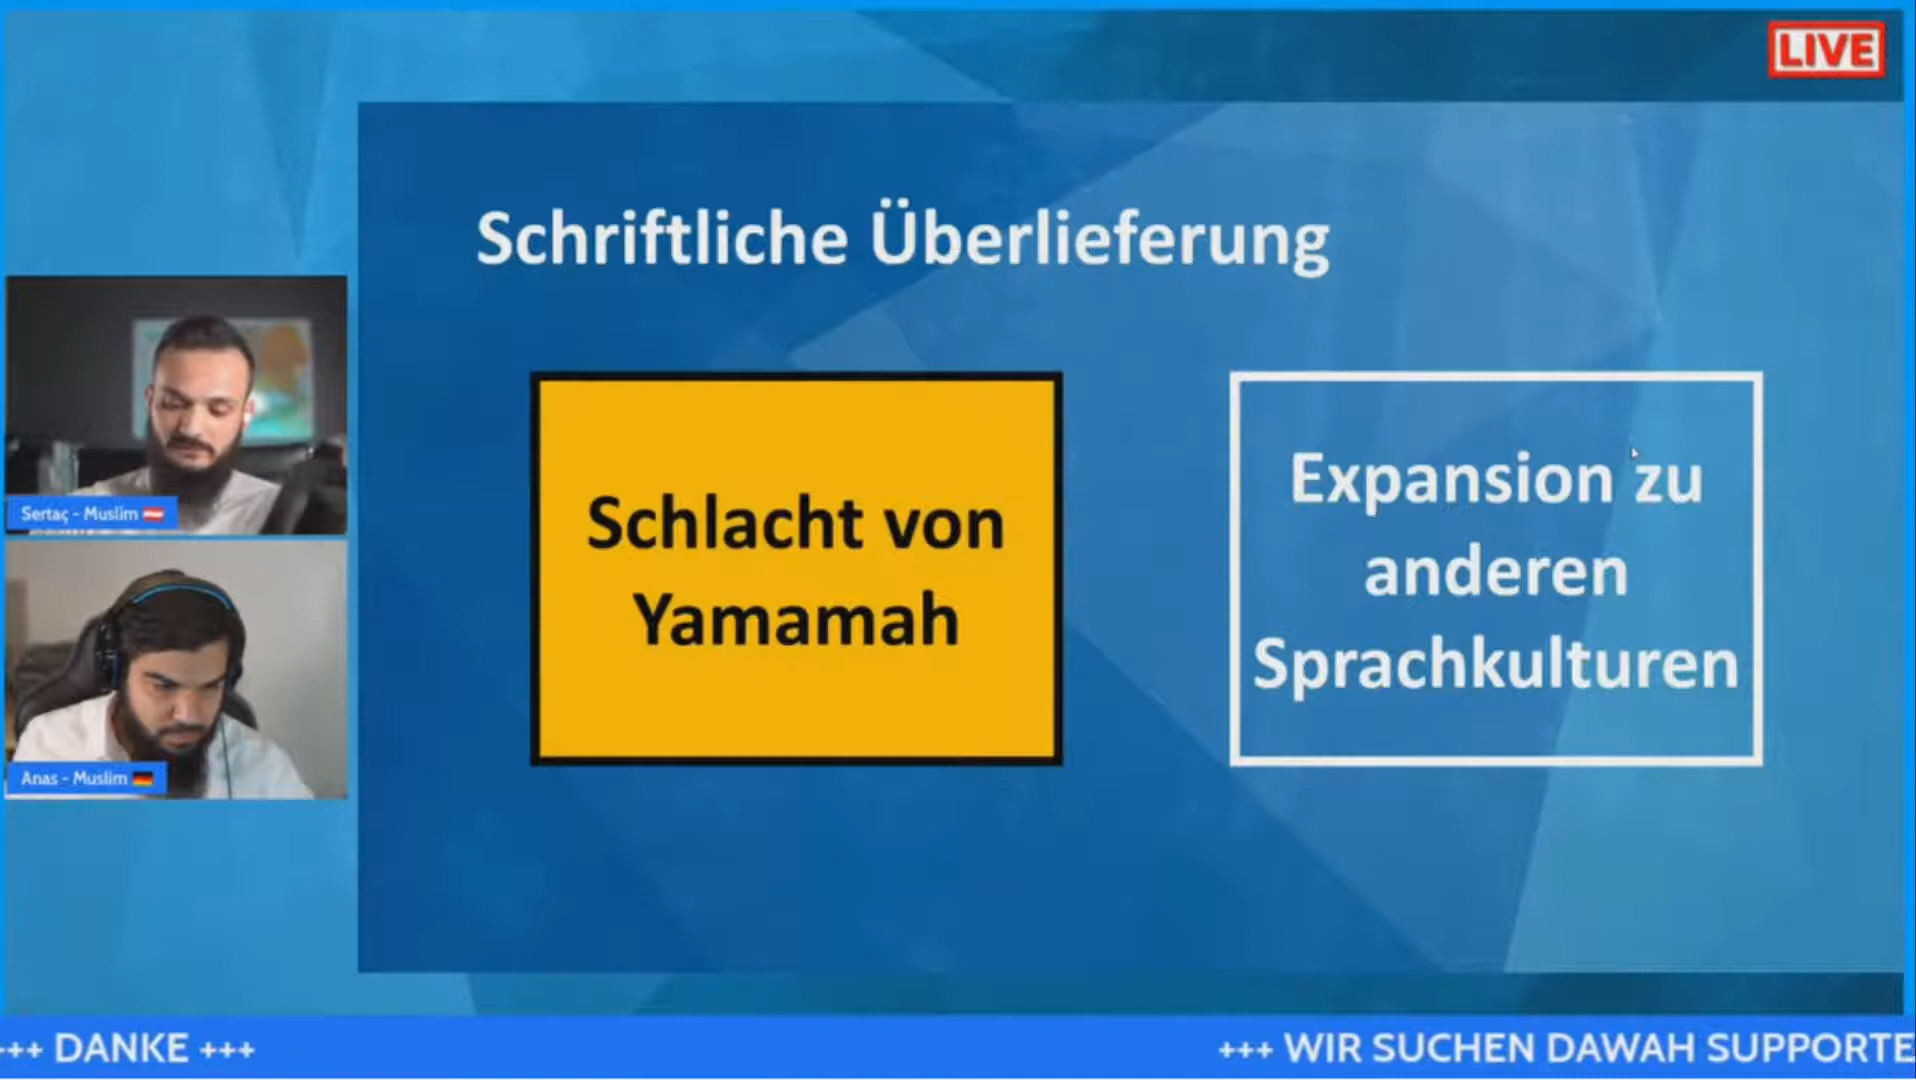 LIVE
Schriftliche Überlieferung
Schlacht von
Yamamah
Expansion zu
anderen
Sprachkulturen
Sertaç - Muslim
Anas - Muslim
+++ DANKE +++
+++ WIR SUCHEN DAWAH SUPPORTE